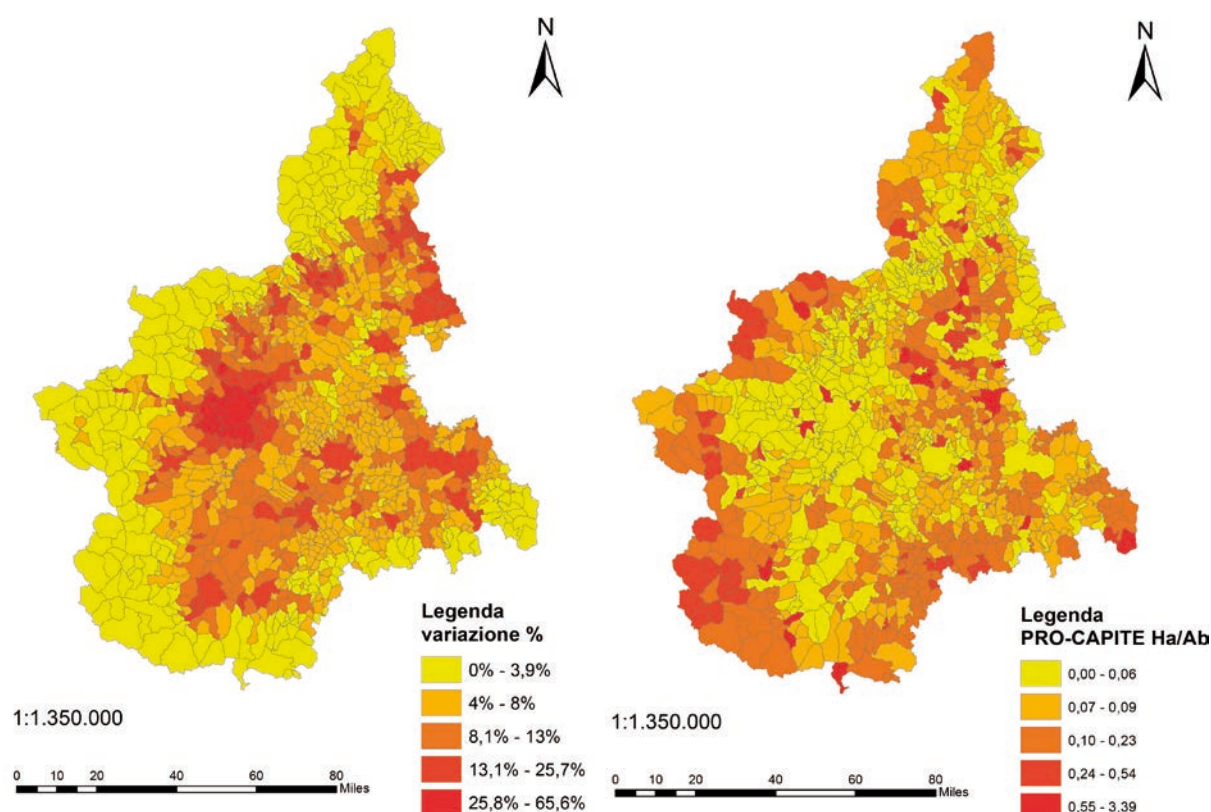 N
Legenda
variazione %
0% - 3,9%
4% - 8%
8,1% - 13%
13,1% - 25,7%
25,8% - 65,6%
1:1.350.000
0 10 20 40 60 80
Miles
N
Legenda
PRO-CAPITE Ha/Ab
0,00 - 0,06
0,07 - 0,09
0,10 - 0,23
0,24 - 0,54
0,55 - 3,39
1:1.350.000
0 10 20 40 60 80
Miles